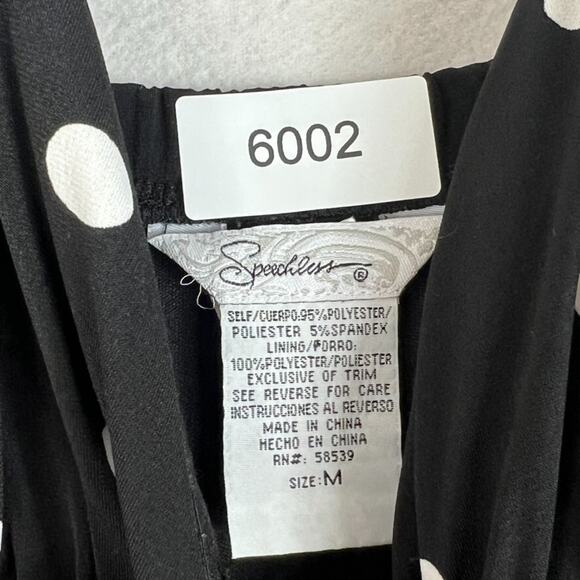 6002
Speechless®
SELF/CUERPO:95%POLYESTER/
POLIESTER 5%SPANDEX
LINING/FORRO:
100%POLYESTER/POLIESTER
EXCLUSIVE OF TRIM
SEE REVERSE FOR CARE
INSTRUCCIONES AL REVERSO
MADE IN CHINA
HECHO EN CHINA
RN#: 58539
SIZE:M